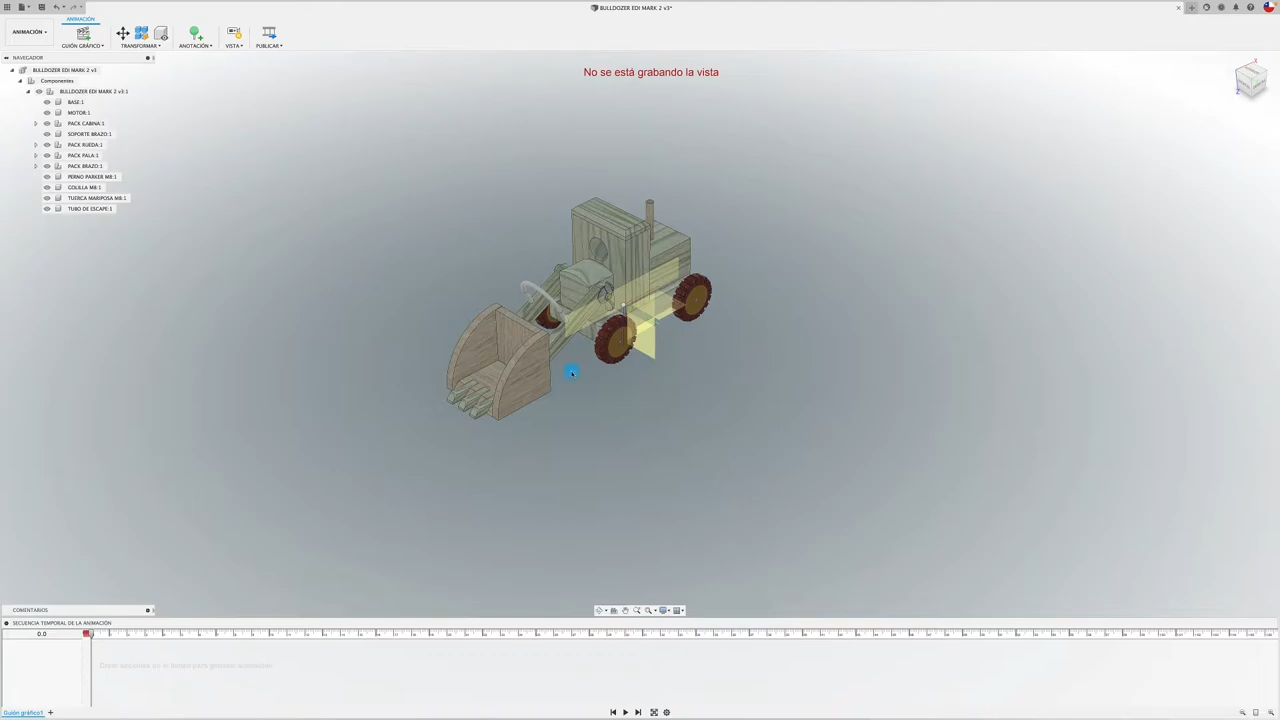 BULLDOZER EDI MARK 2 v3*
ANIMACIÓN
ANIMACIÓN
GUIÓN GRÁFICO
TRANSFORMAR
ANOTACIÓN
VISTA
PUBLICAR
NAVEGADOR
No se está grabando la vista
BULLDOZER EDI MARK 2 v3
Componentes
BULLDOZER EDI MARK 2 v3:1
BASE:1
MOTOR:1
PACK CABINA:1
SOPORTE BRAZO:1
PACK RUEDA:1
PACK PALA:1
PACK BRAZO:1
PERNO PARKER M8:1
GOLILLA M8:1
TUERCA MARIPOSA M8:1
TUBO DE ESCAPE:1
COMENTARIOS
SECUENCIA TEMPORAL DE LA ANIMACIÓN
0.0
Guión gráfico1